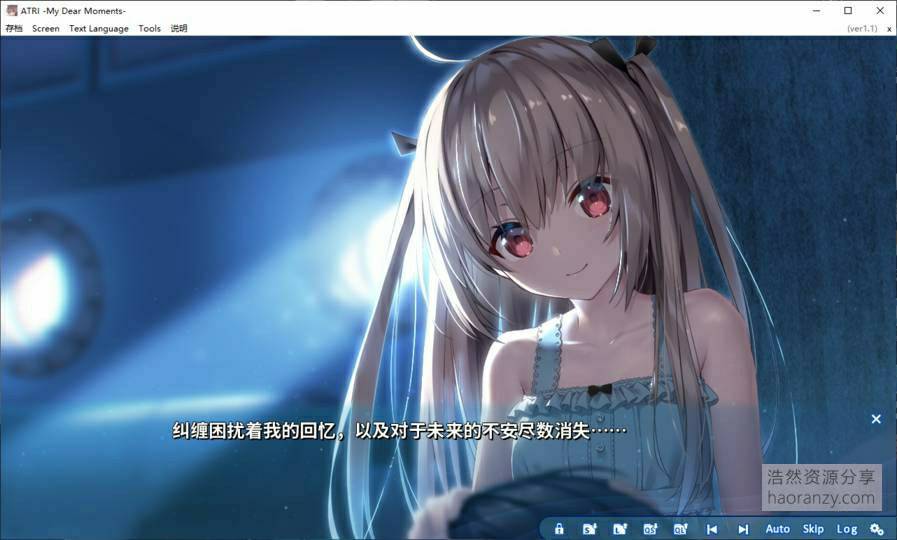 ATRI -My Dear Moments-
存档 Screen Text Language Tools 说明 (ver1.1) x
纠缠困扰着我的回忆，以及对于未来的不安尽数消失……
浩然资源分享
haoranzy.com
S L QS QL Auto Skip Log